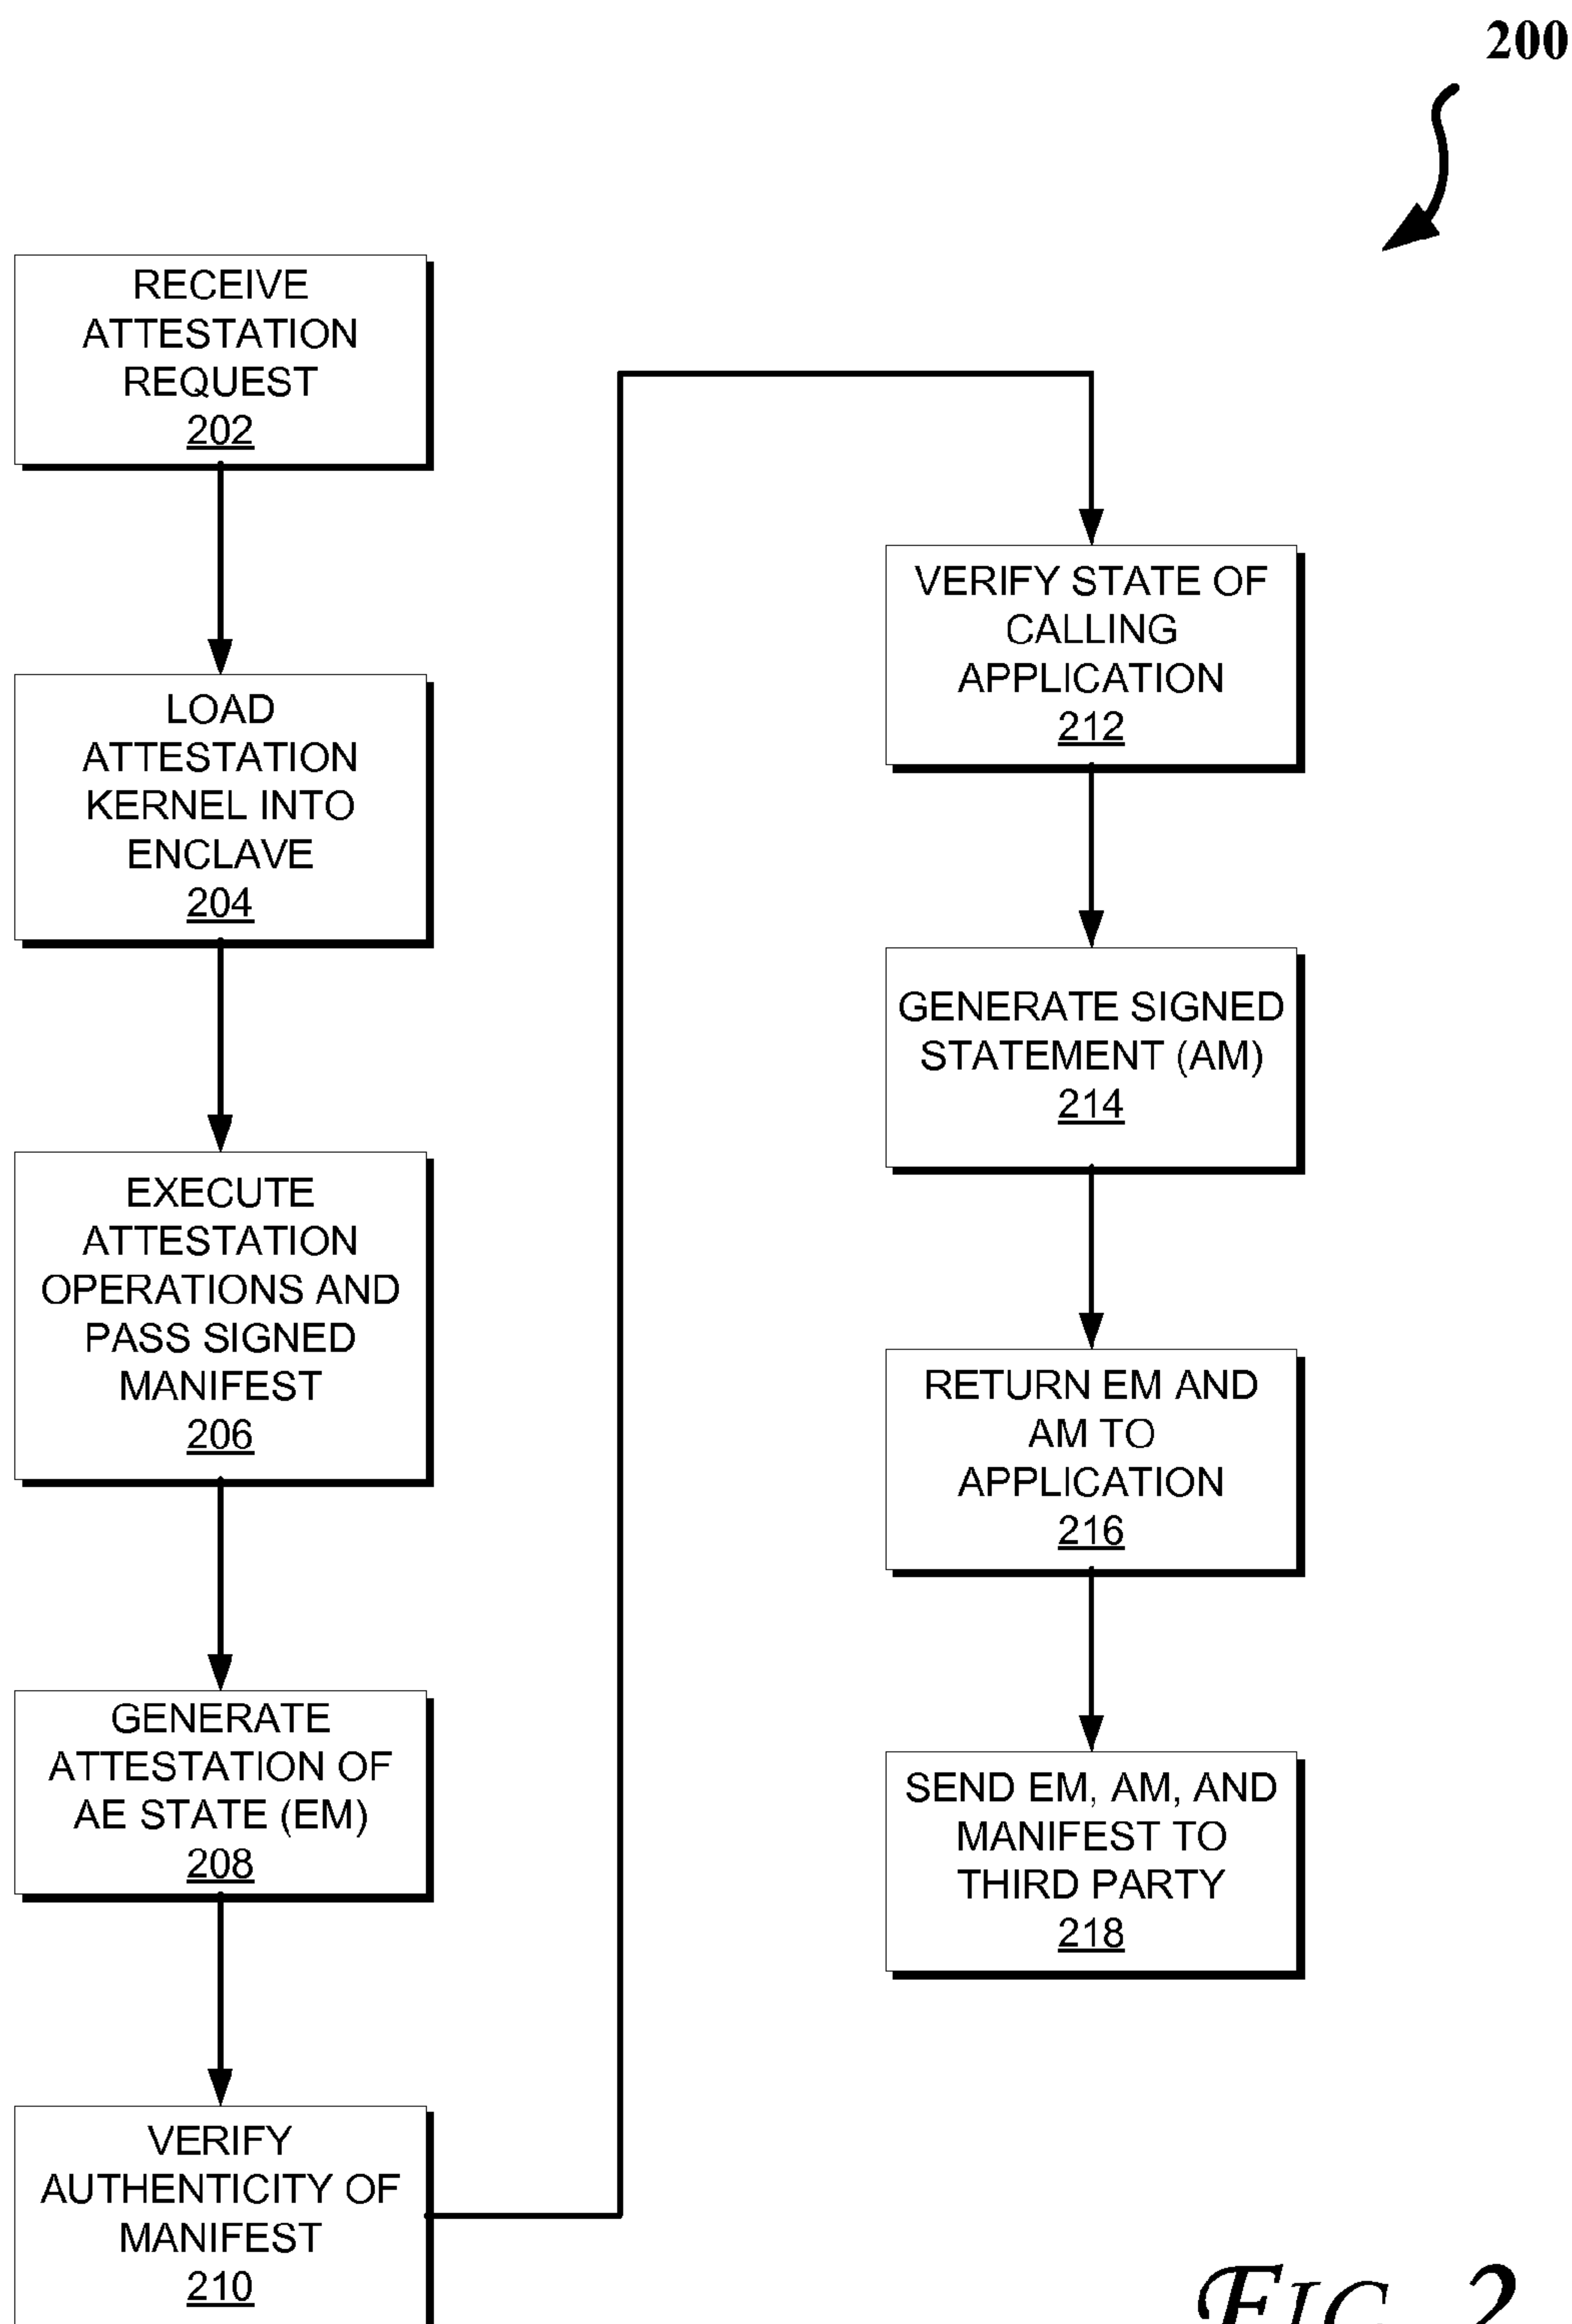 200
RECEIVE
ATTESTATION
REQUEST
202
LOAD
ATTESTATION
KERNEL INTO
ENCLAVE
204
EXECUTE
ATTESTATION
OPERATIONS AND
PASS SIGNED
MANIFEST
206
GENERATE
ATTESTATION OF
AE STATE (EM)
208
VERIFY
AUTHENTICITY OF
MANIFEST
210
VERIFY STATE OF
CALLING
APPLICATION
212
GENERATE SIGNED
STATEMENT (AM)
214
RETURN EM AND
AM TO
APPLICATION
216
SEND EM, AM, AND
MANIFEST TO
THIRD PARTY
218
FIG. 2